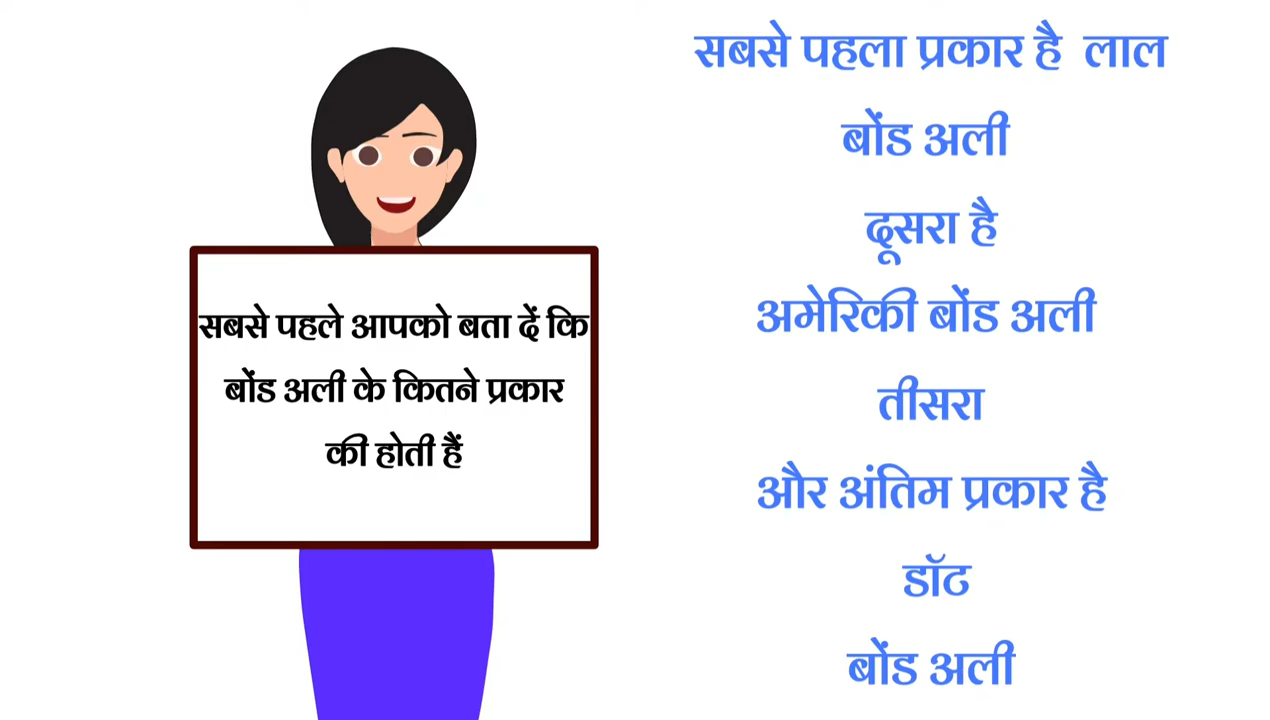 सबसे पहले आपको बता दें कि
बोंड अली के कितने प्रकार
की होती हैं
सबसे पहला प्रकार है लाल
बोंड अली
दूसरा है
अमेरिकी बोंड अली
तीसरा
और अंतिम प्रकार है
डॉट
बोंड अली